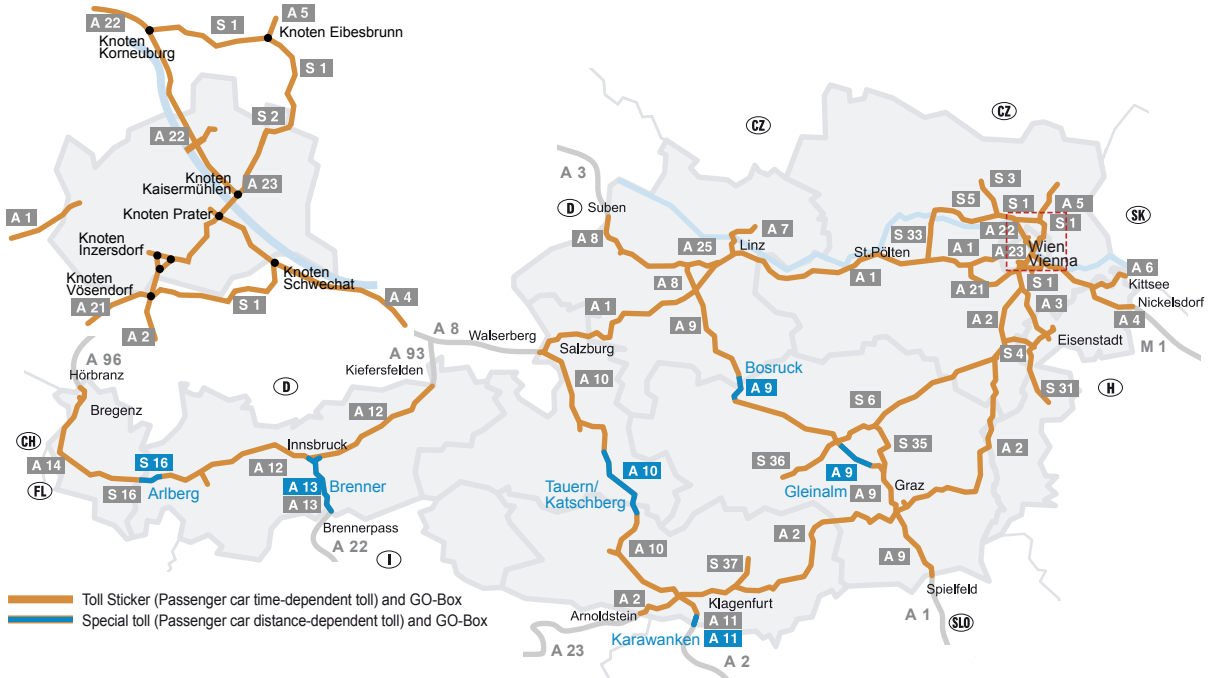 A 22
S 1
A 5
Knoten Eibesbrunn
Knoten
Korneuburg
S 1
S 2
A 22
Knoten
Kaisermühlen
A 23
Knoten Prater
A 1
Knoten
Inzersdorf
Knoten
Vösendorf
Knoten
Schwechat
A 21
S 1
A 4
A 2
A 96
Hörbranz
Bregenz
D
A 8
A 93
Kiefersfelden
Walserberg
A 12
Innsbruck
CH
A 14
FL
S 16
S 16
Arlberg
A 12
A 13
A 13
Brenner
Brennerpass
A 22
I
CZ
CZ
A 3
D
Suben
A 8
A 25
A 7
Linz
A 8
A 1
Salzburg
A 9
A 10
S 3
S 5
S 1
A 5
S 1
SK
S 33
A 22
A 23
A 1
St.Pölten
A 1
A 21
Wien
Vienna
S 1
A 6
Kittsee
Nickelsdorf
A 4
M 1
A 3
A 2
Eisenstadt
S 4
S 31
H
Bosruck
A 9
S 6
S 35
S 36
A 9
Gleinalm
A 9
Graz
A 2
A 10
Tauern/
Katschberg
A 10
A 2
S 37
A 9
Spielfeld
A 1
SLO
A 2
Arnoldstein
Klagenfurt
A 11
A 11
Karawanken
A 23
A 2
Toll Sticker (Passenger car time-dependent toll) and GO-Box
Special toll (Passenger car distance-dependent toll) and GO-Box